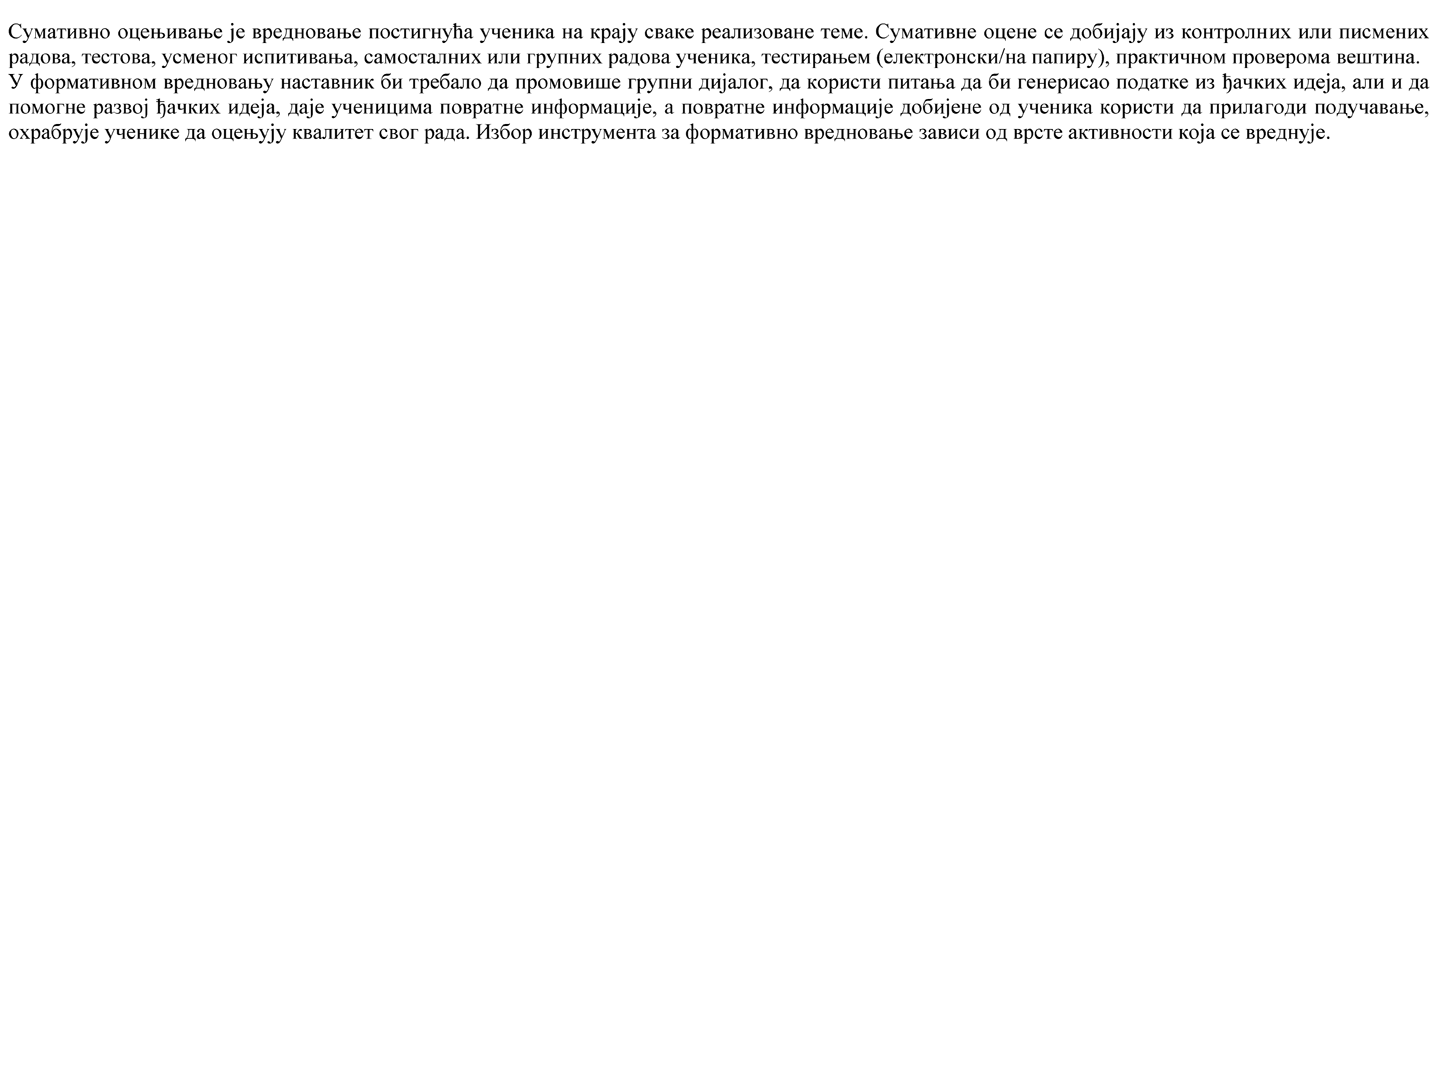 Сумативно оцењивање је вредновање постигнућа ученика на крају сваке реализоване теме. Сумативне оцене се добијају из контролних или писмених
радова, тестова, усменог испитивања, самосталних или групних радова ученика, тестирањем (електронски/на папиру), практичном проверома вештина.
У формативном вредновању наставник би требало да промовише групни дијалог, да користи питања да би генерисао податке из ђачких идеја, али и да
помогне развој ђачких идеја, даје ученицима повратне информације, а повратне информације добијене од ученика користи да прилагоди подучавање,
охрабрује ученике да оцењују квалитет свог рада. Избор инструмента за формативно вредновање зависи од врсте активности која се вреднује.